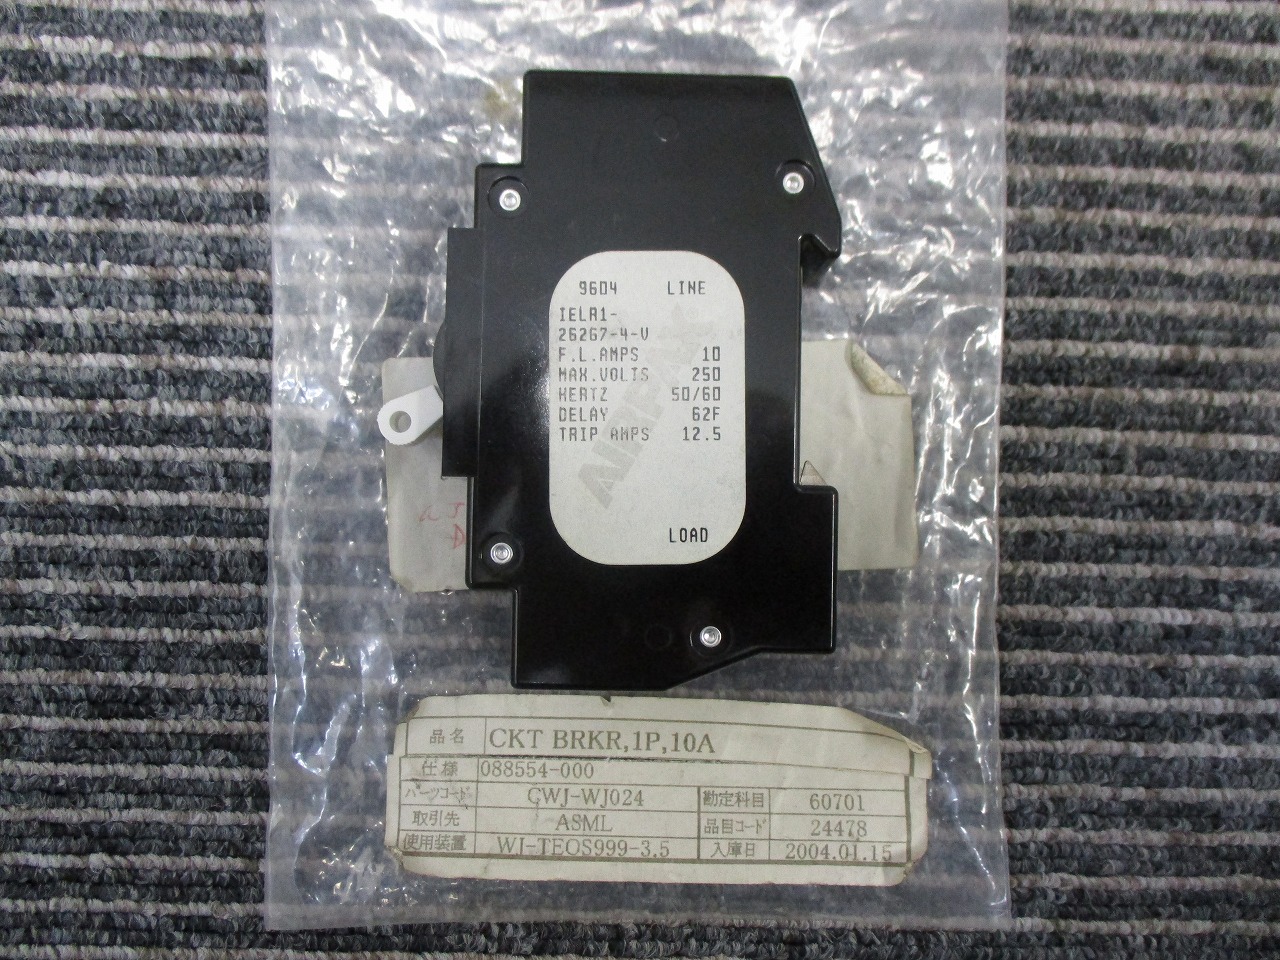 9604 LINE
IELR1-
26267-4-V
F.L.AMPS 10
MAX.VOLTS 250
HERTZ 50/60
DELAY 62F
TRIP AMPS 12.5
AIRPAX
LOAD
品名 CKT BRKR,1P,10A
仕様 088554-000
パーツコード CWJ-WJ024 勘定科目 60701
取引先 ASML 品目コード 24478
使用装置 WJ-TEOS999-3.5 入庫日 2004.01.15